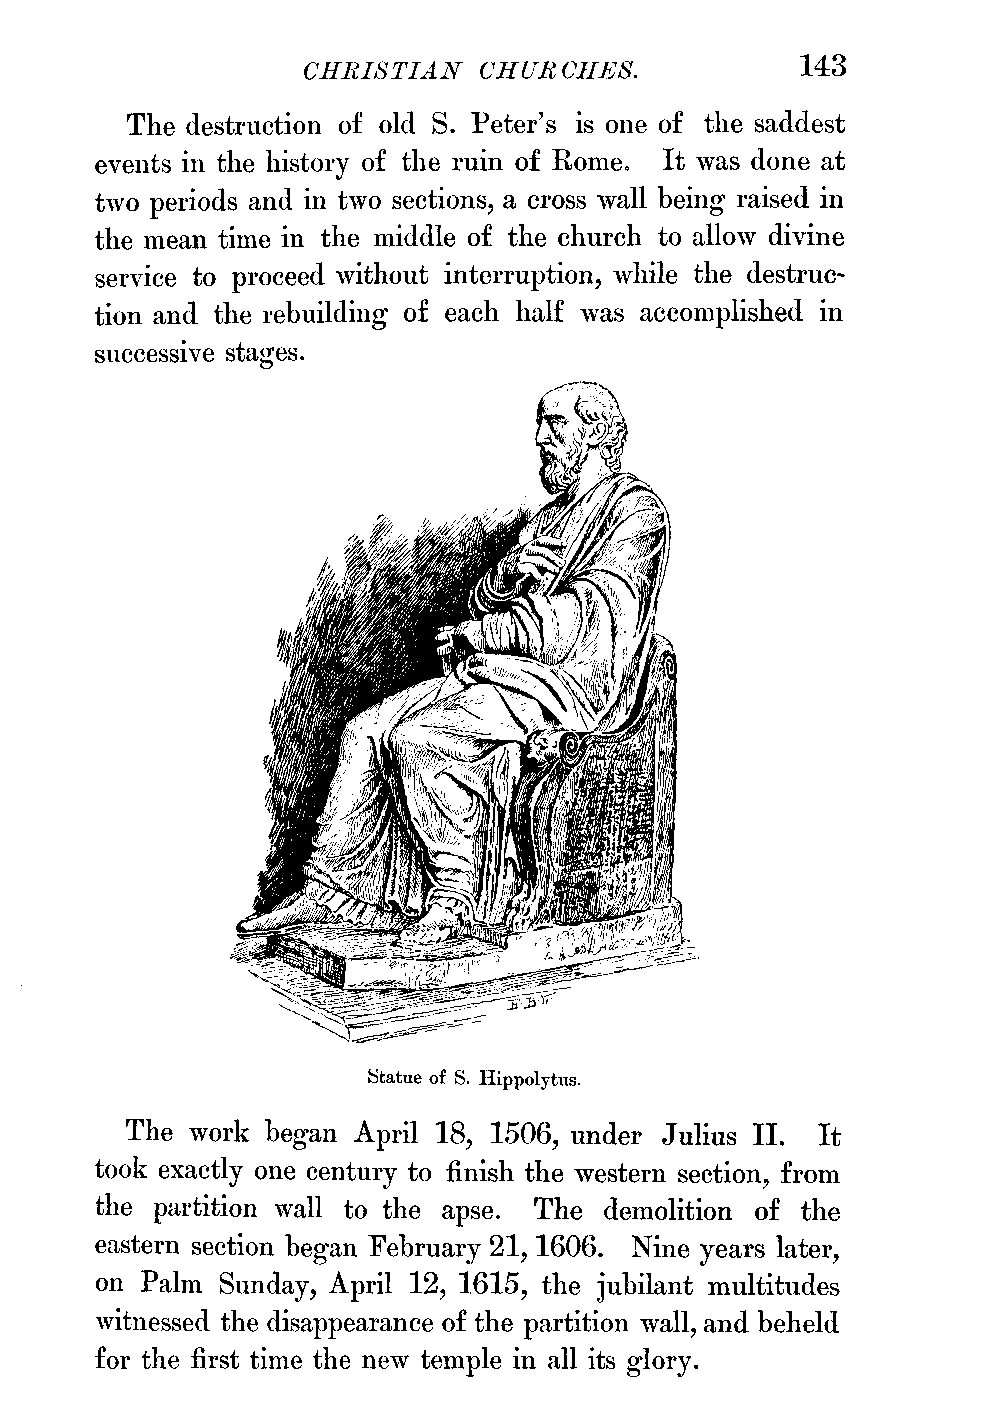 CHRISTIAN CHURCHES. 143
The destruction of old S. Peter's is one of the saddest
events in the history of the ruin of Rome. It was done at
two periods and in two sections, a cross wall being raised in
the mean time in the middle of the church to allow divine
service to proceed without interruption, while the destruc-
tion and the rebuilding of each half was accomplished in
successive stages.
Statue of S. Hippolytus.
The work began April 18, 1506, under Julius II. It
took exactly one century to finish the western section, from
the partition wall to the apse. The demolition of the
eastern section began February 21, 1606. Nine years later,
on Palm Sunday, April 12, 1615, the jubilant multitudes
witnessed the disappearance of the partition wall, and beheld
for the first time the new temple in all its glory.